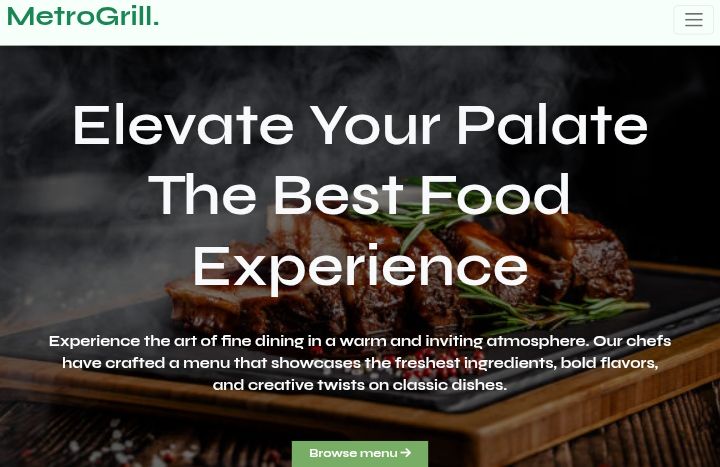 MetroGrill.
Elevate Your Palate
The Best Food
Experience
Experience the art of fine dining in a warm and inviting atmosphere. Our chefs
have crafted a menu that showcases the freshest ingredients, bold flavors,
and creative twists on classic dishes.
Browse menu →